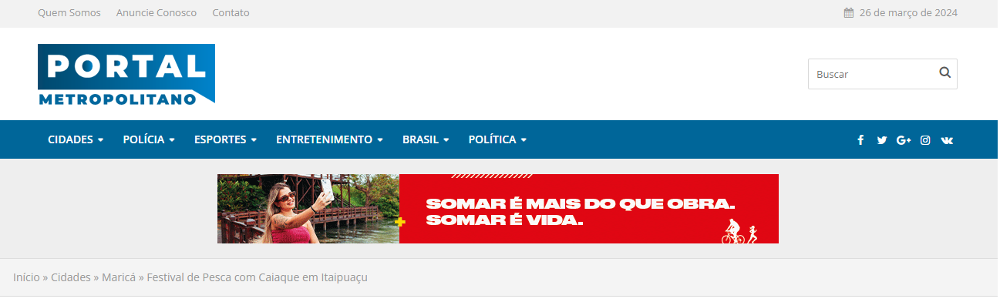 Quem Somos Anuncie Conosco Contato 26 de março de 2024
PORTAL
METROPOLITANO
Buscar
CIDADES POLÍCIA ESPORTES ENTRETENIMENTO BRASIL POLÍTICA
SOMAR É MAIS DO QUE OBRA.
SOMAR É VIDA.
Início » Cidades » Maricá » Festival de Pesca com Caiaque em Itaipuaçu